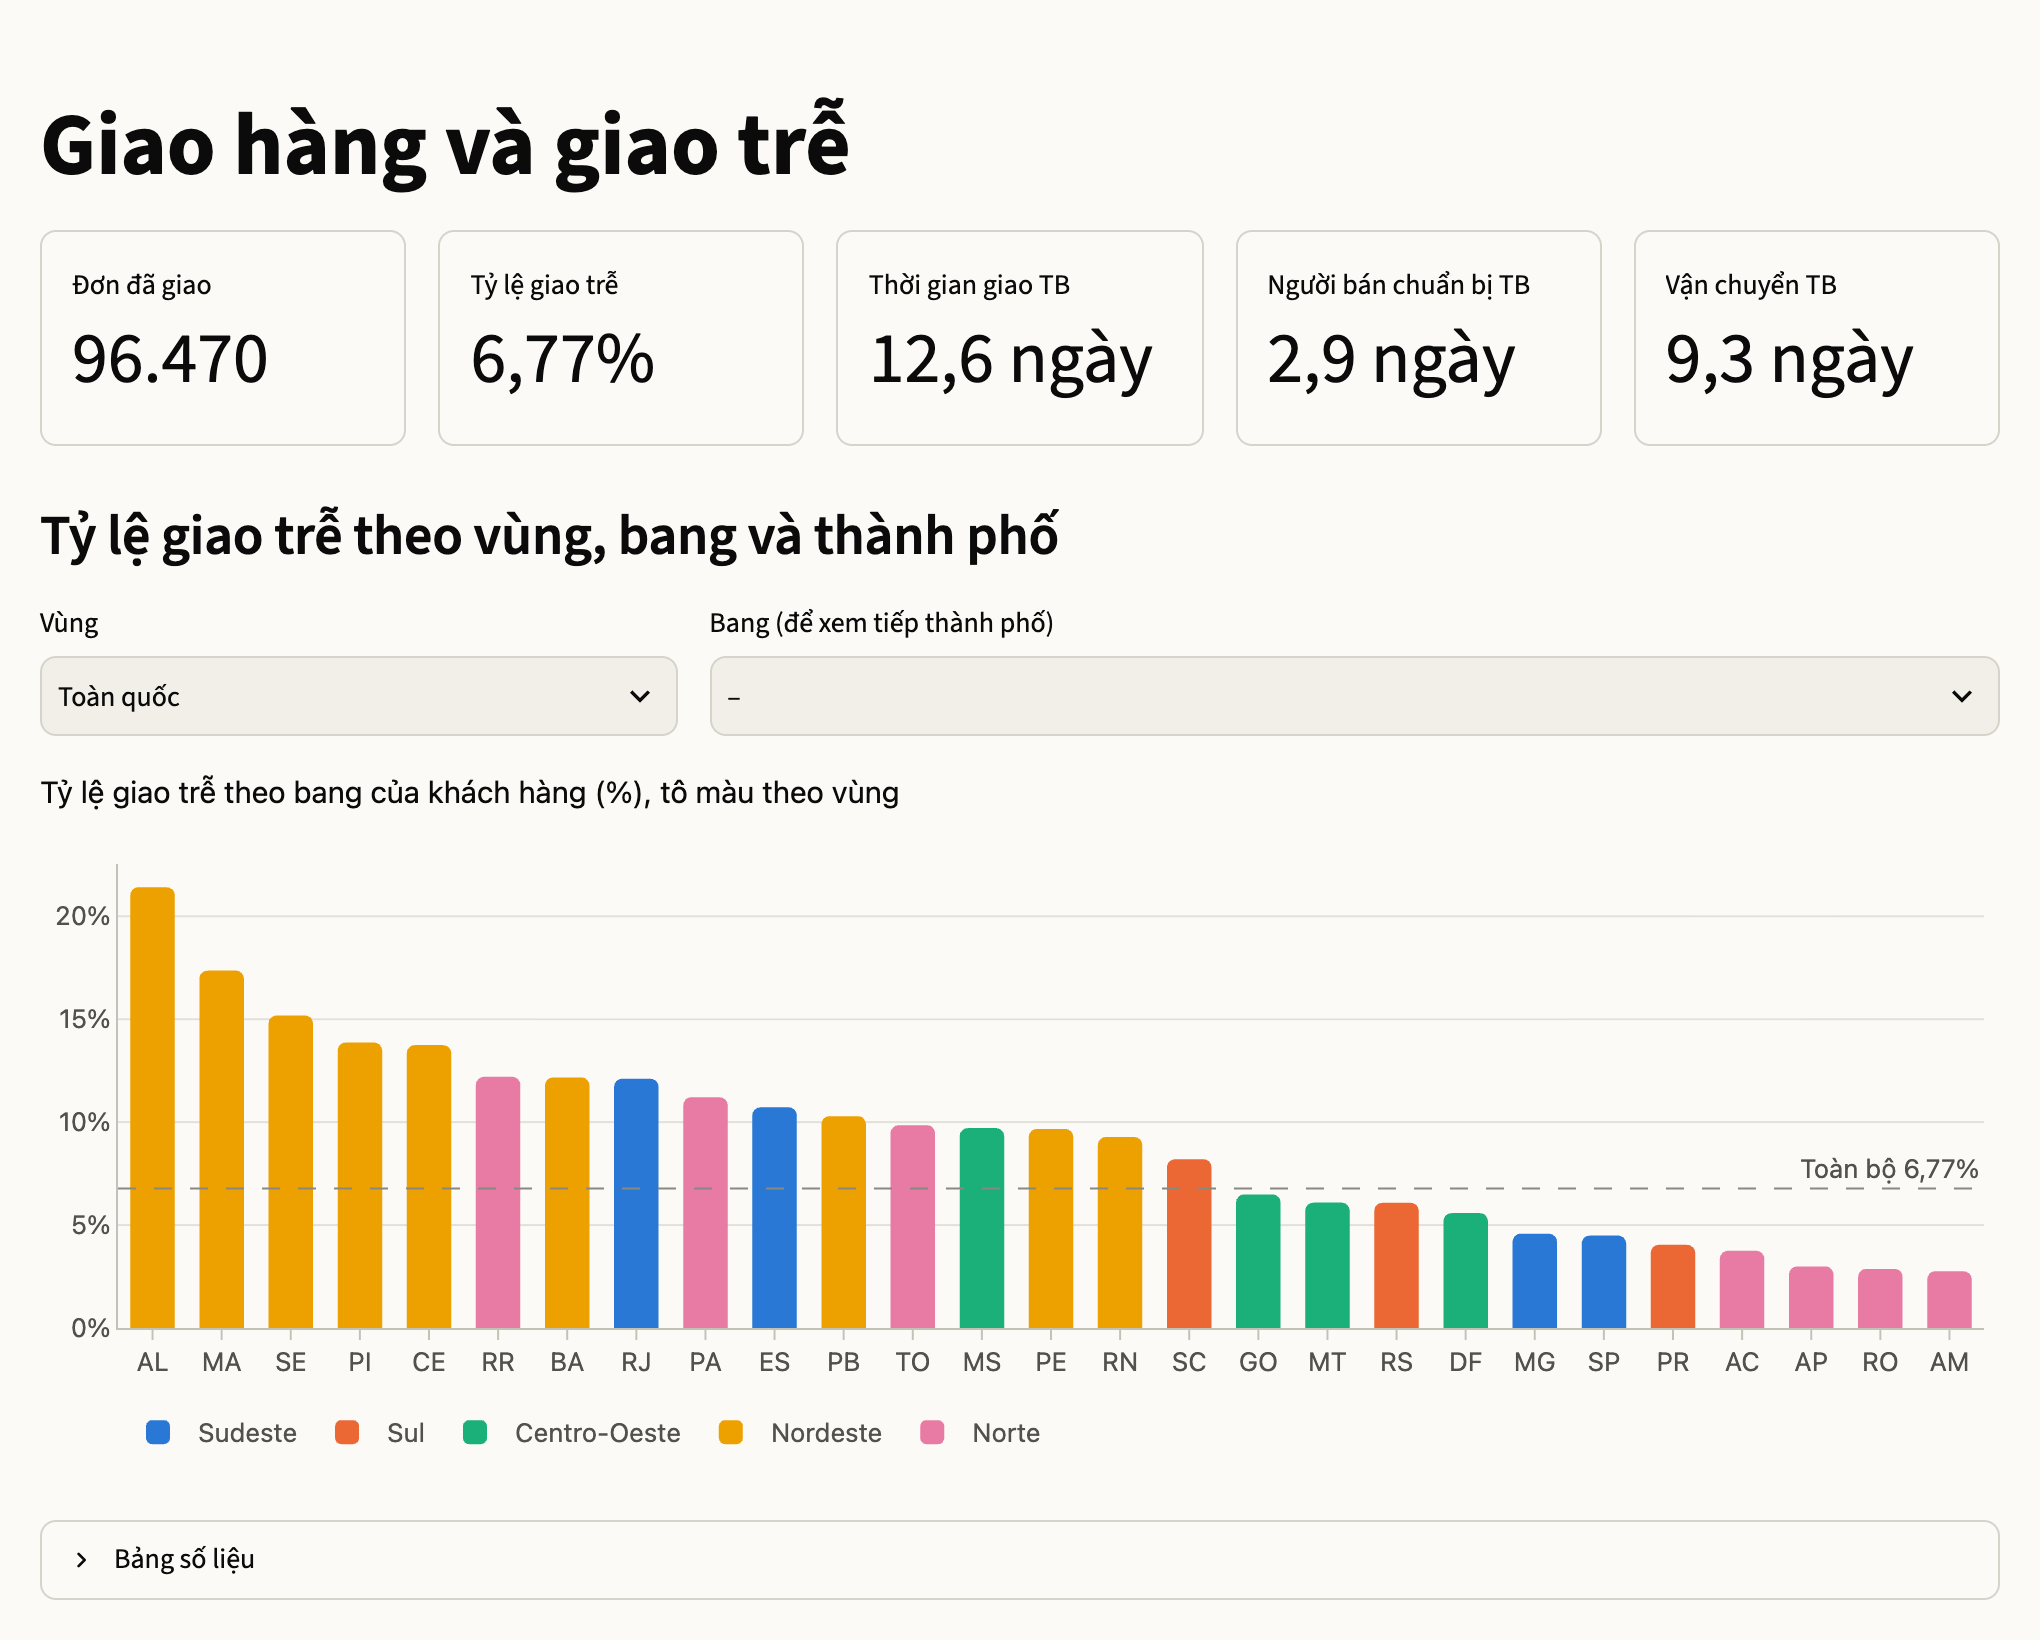 Giao hàng và giao trễ
Đơn đã giao
96.470
Tỷ lệ giao trễ
6,77%
Thời gian giao TB
12,6 ngày
Người bán chuẩn bị TB
2,9 ngày
Vận chuyển TB
9,3 ngày
Tỷ lệ giao trễ theo vùng, bang và thành phố
Vùng
Toàn quốc
Bang (để xem tiếp thành phố)
–
Tỷ lệ giao trễ theo bang của khách hàng (%), tô màu theo vùng
20%
15%
10%
5%
0%
Toàn bộ 6,77%
AL MA SE PI CE RR BA RJ PA ES PB TO MS PE RN SC GO MT RS DF MG SP PR AC AP RO AM
Sudeste Sul Centro-Oeste Nordeste Norte
Bảng số liệu